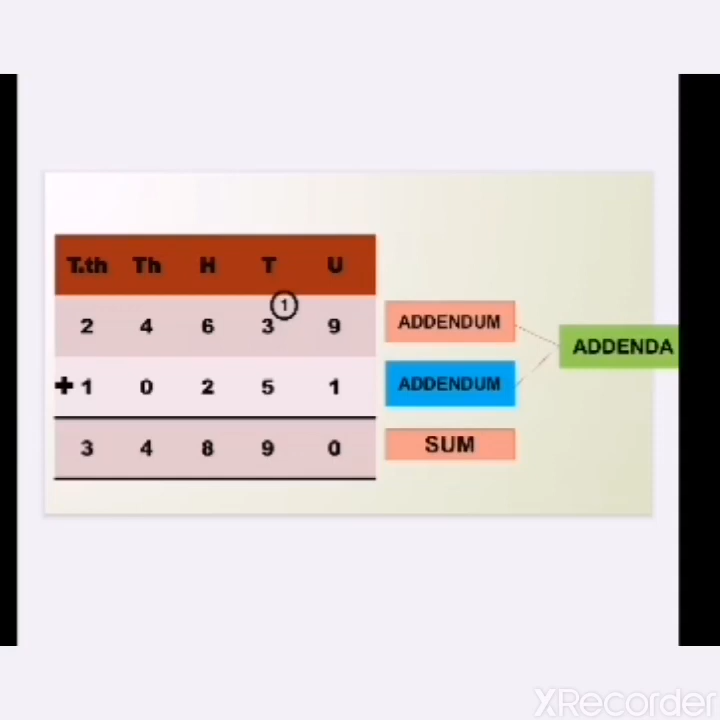 T.th Th H T U
1
2 4 6 3 9 ADDENDUM
ADDENDA
+ 1 0 2 5 1 ADDENDUM
3 4 8 9 0 SUM
XRecorder